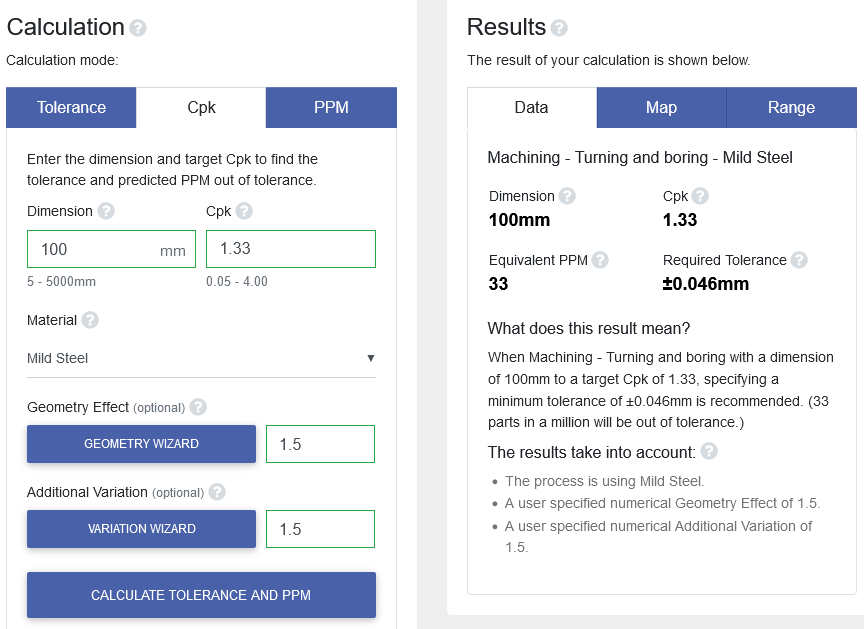 Calculation ?
Calculation mode:
Tolerance Cpk PPM
Enter the dimension and target Cpk to find the
tolerance and predicted PPM out of tolerance.
Dimension ? Cpk ?
100 mm 1.33
5 - 5000mm 0.05 - 4.00
Material ?
Mild Steel ▼
Geometry Effect (optional) ?
GEOMETRY WIZARD 1.5
Additional Variation (optional) ?
VARIATION WIZARD 1.5
CALCULATE TOLERANCE AND PPM
Results ?
The result of your calculation is shown below.
Data Map Range
Machining - Turning and boring - Mild Steel
Dimension ? Cpk ?
100mm 1.33
Equivalent PPM ? Required Tolerance ?
33 ±0.046mm
What does this result mean?
When Machining - Turning and boring with a dimension
of 100mm to a target Cpk of 1.33, specifying a
minimum tolerance of ±0.046mm is recommended. (33
parts in a million will be out of tolerance.)
The results take into account: ?
• The process is using Mild Steel.
• A user specified numerical Geometry Effect of 1.5.
• A user specified numerical Additional Variation of
1.5.